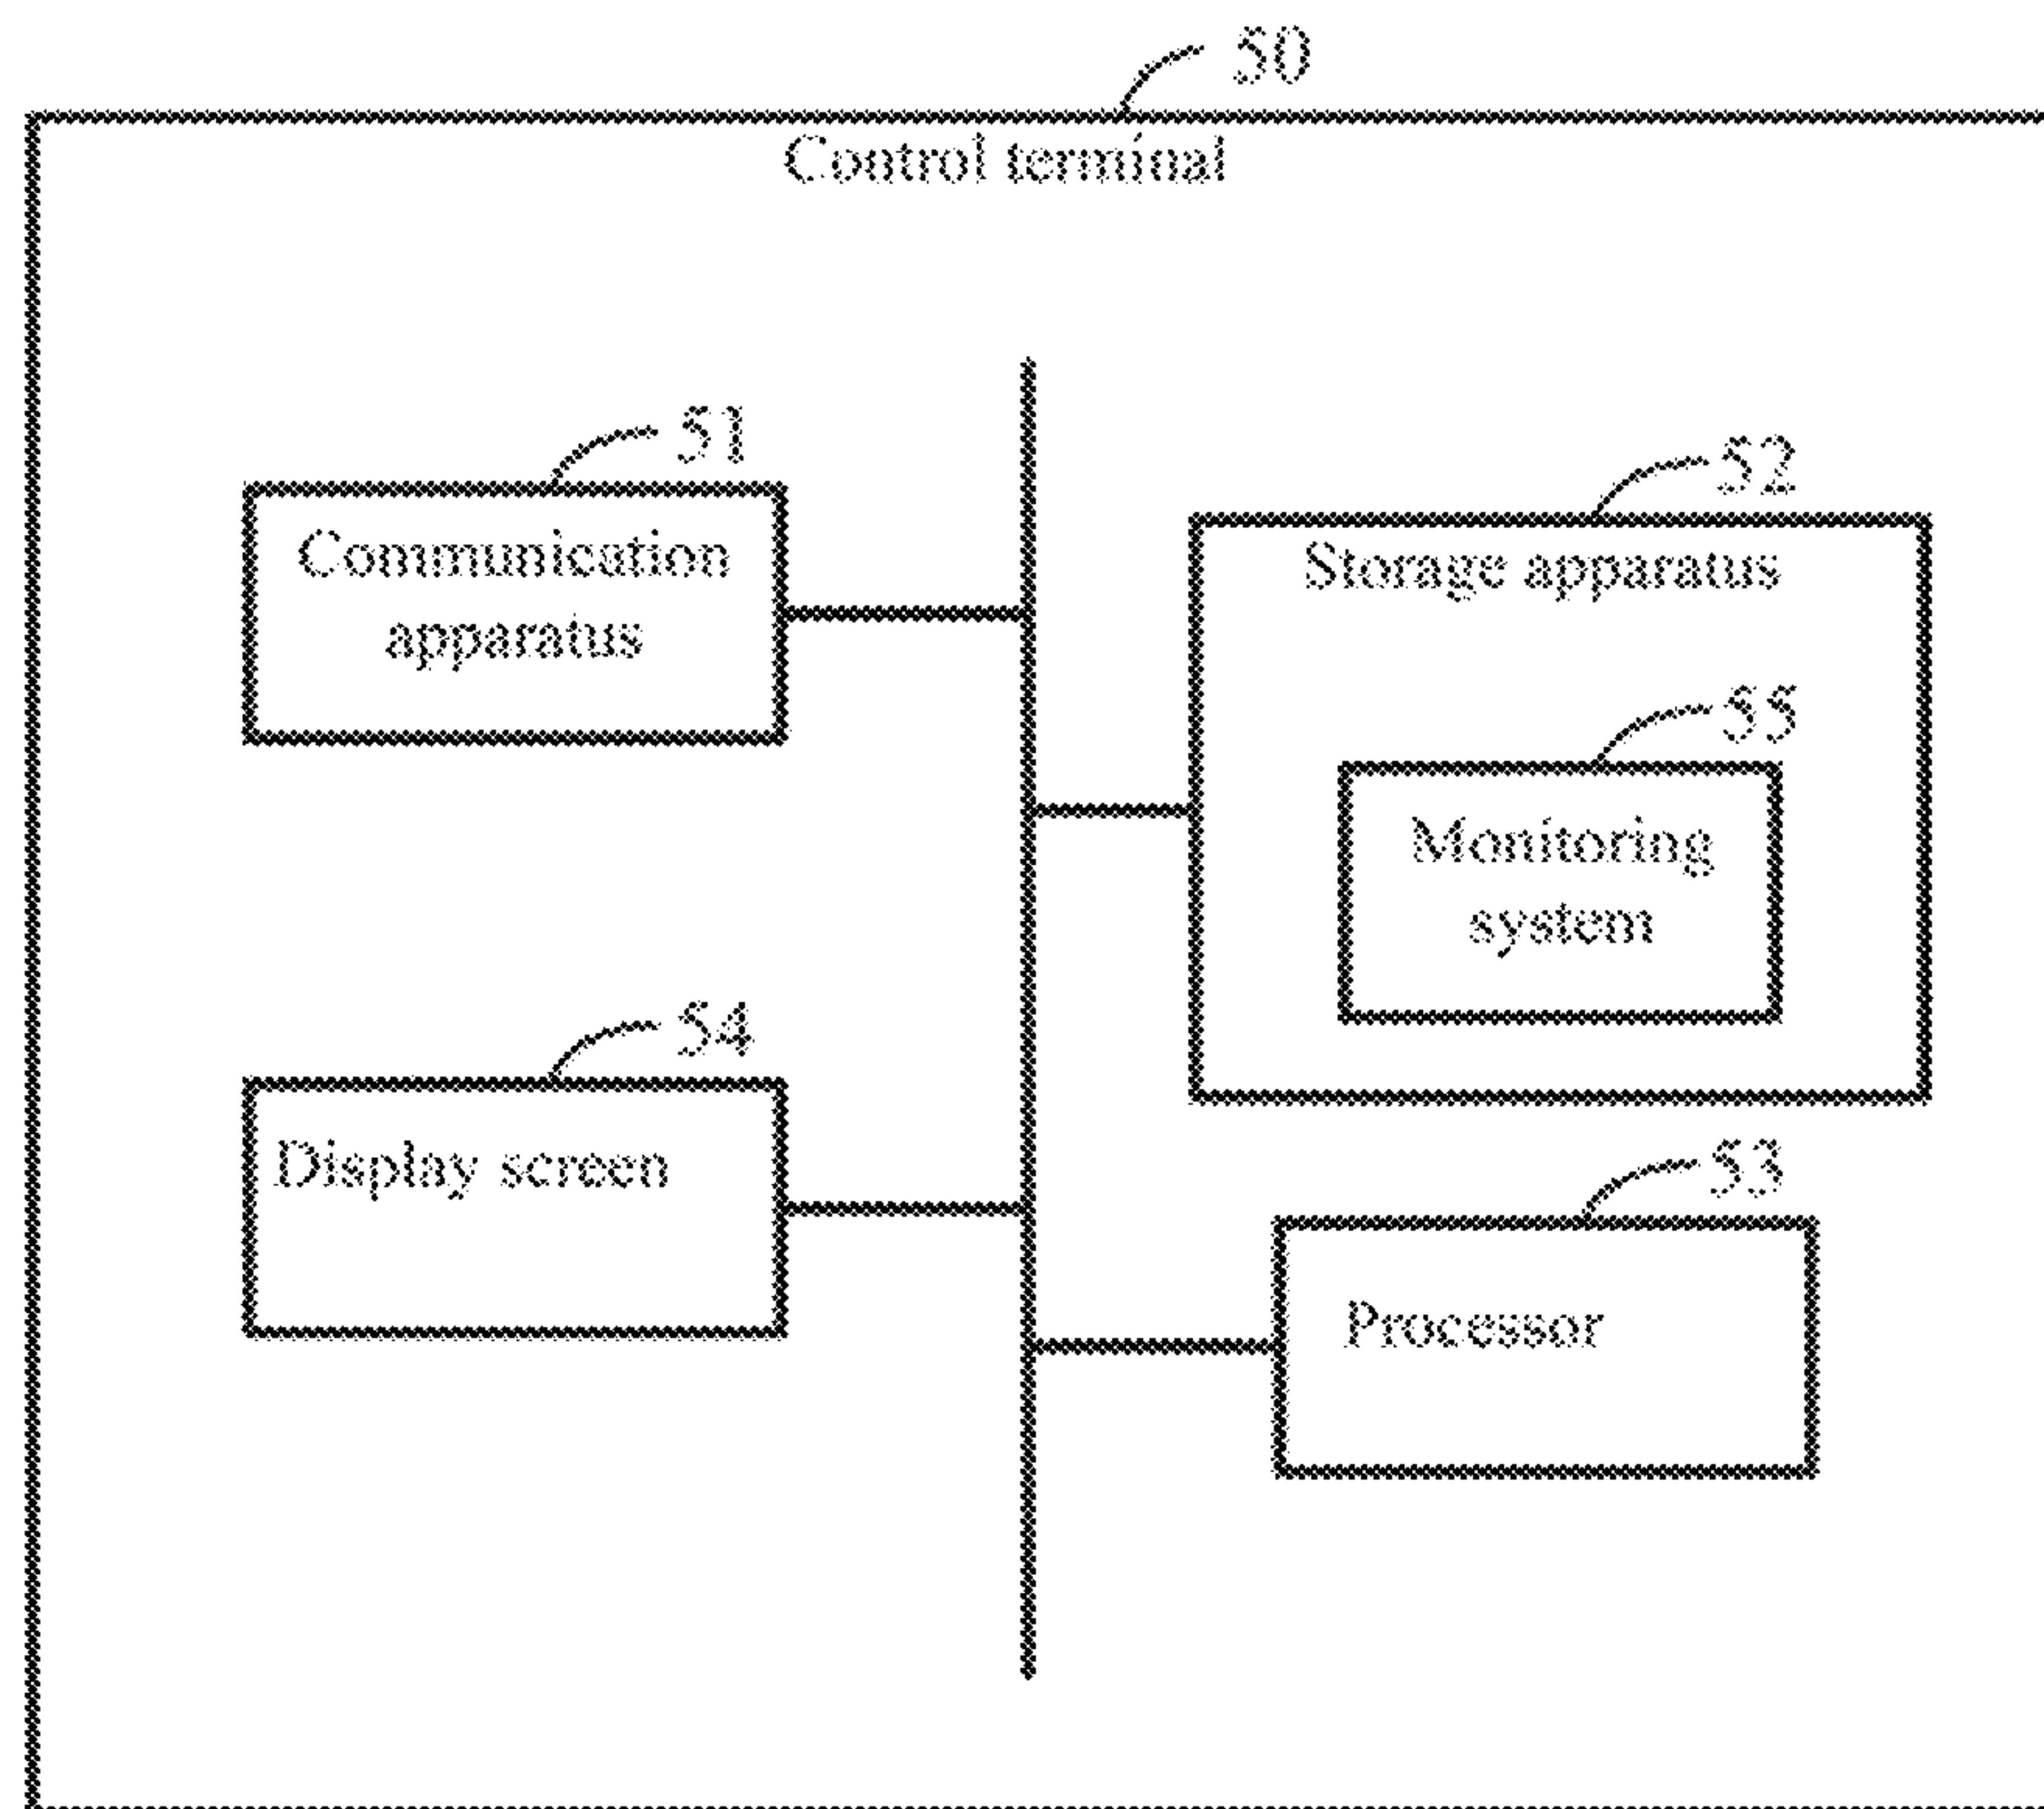 50
Control terminal
51
Communication
apparatus
52
Storage apparatus
55
Monitoring
system
54
Display screen
53
Processor